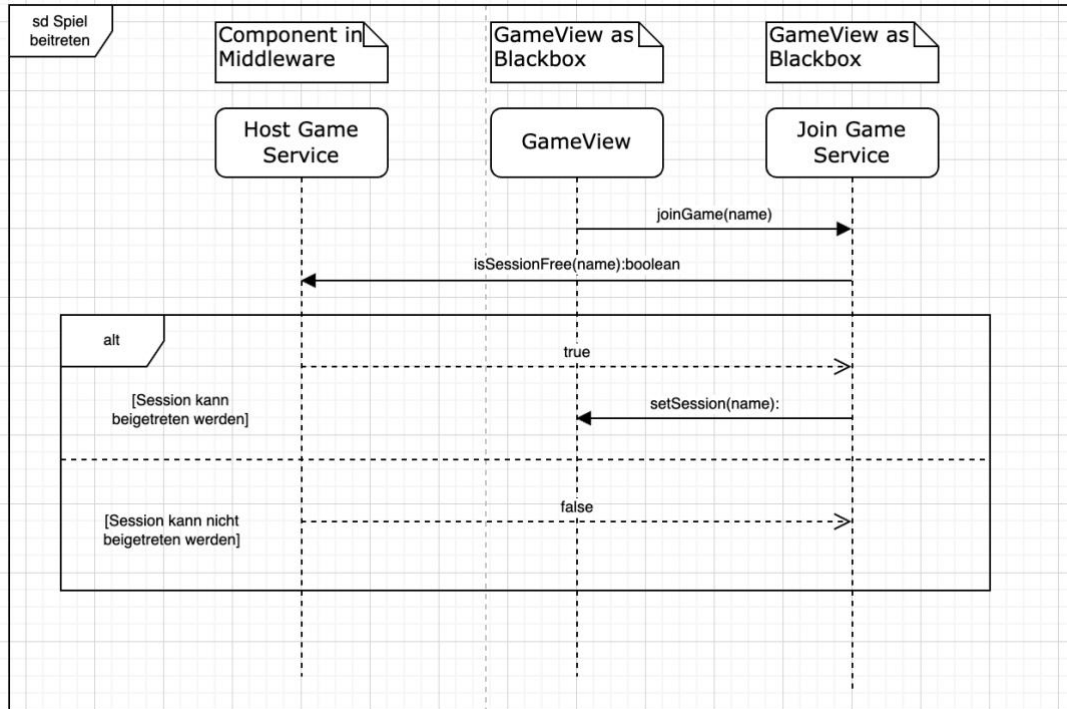 sd Spiel
beitreten
Component in
Middleware
GameView as
Blackbox
GameView as
Blackbox
Host Game
Service
GameView
Join Game
Service
joinGame(name)
isSessionFree(name):boolean
alt
true
[Session kann
beigetreten werden]
setSession(name):
false
[Session kann nicht
beigetreten werden]